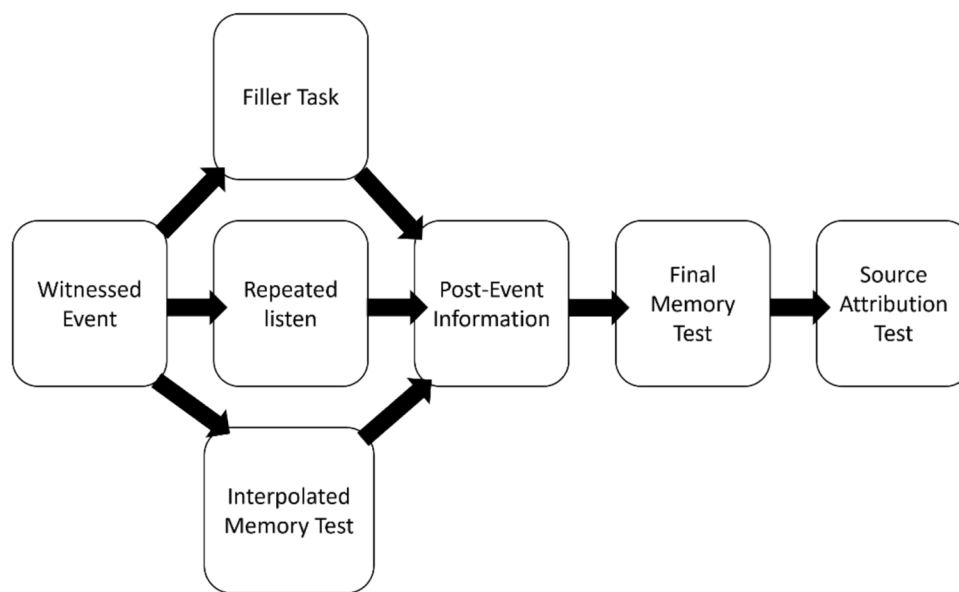 Filler Task
Witnessed
Event
Repeated
listen
Interpolated
Memory Test
Post-Event
Information
Final
Memory
Test
Source
Attribution
Test